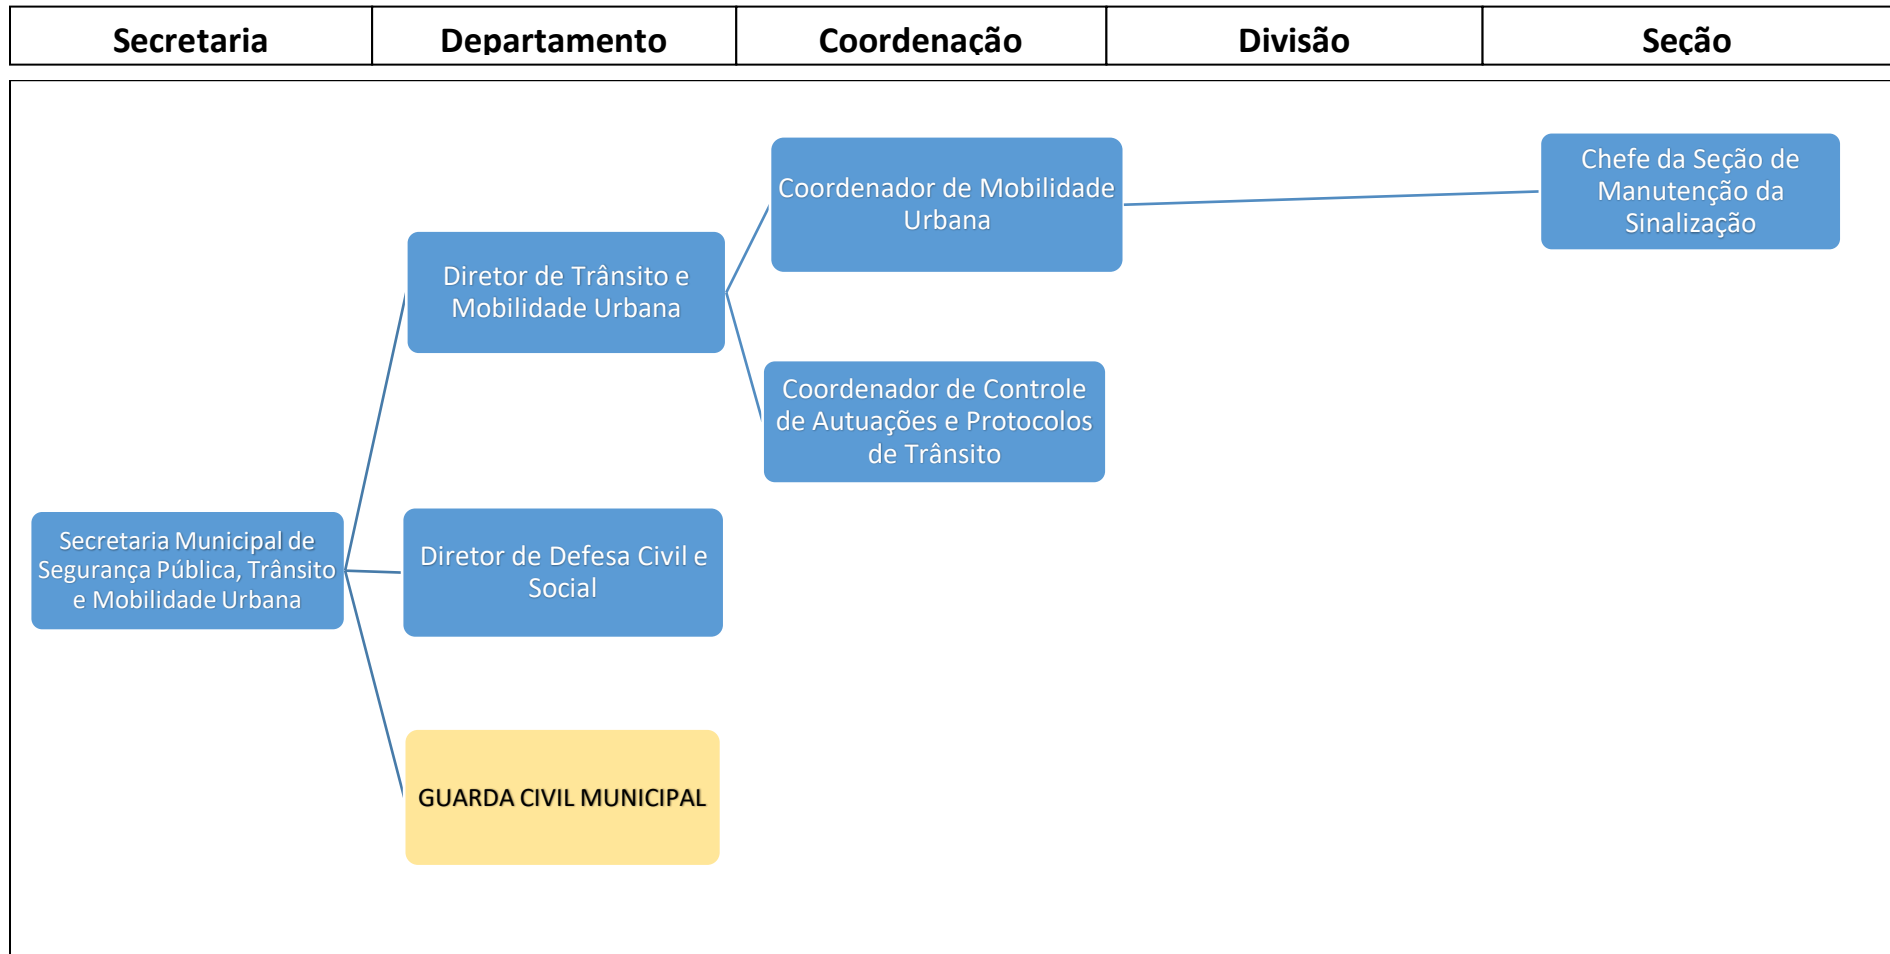 Secretaria
Departamento
Coordenação
Divisão
Seção
Coordenador de Mobilidade
Urbana
Chefe da Seção de
Manutenção da
Sinalização
Diretor de Trânsito e
Mobilidade Urbana
Coordenador de Controle
de Autuações e Protocolos
de Trânsito
Secretaria Municipal de
Segurança Pública, Trânsito
e Mobilidade Urbana
Diretor de Defesa Civil e
Social
GUARDA CIVIL MUNICIPAL